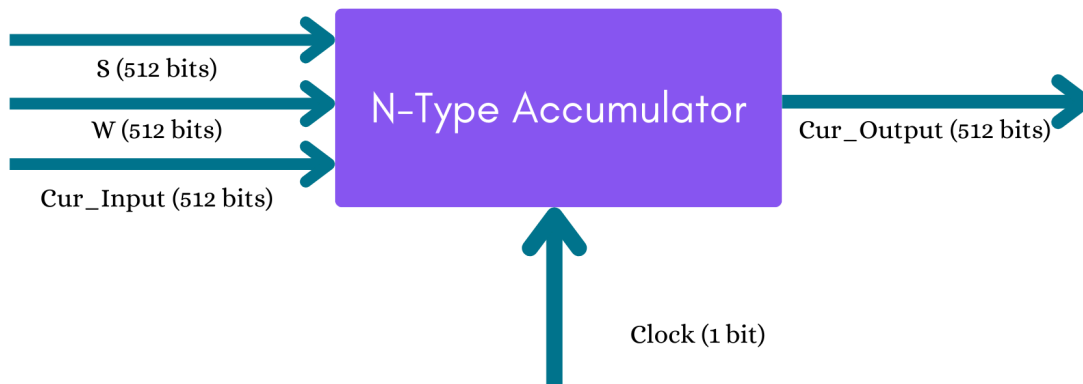 S (512 bits)
W (512 bits)
Cur_Input (512 bits)
N-Type Accumulator
Cur_Output (512 bits)
Clock (1 bit)